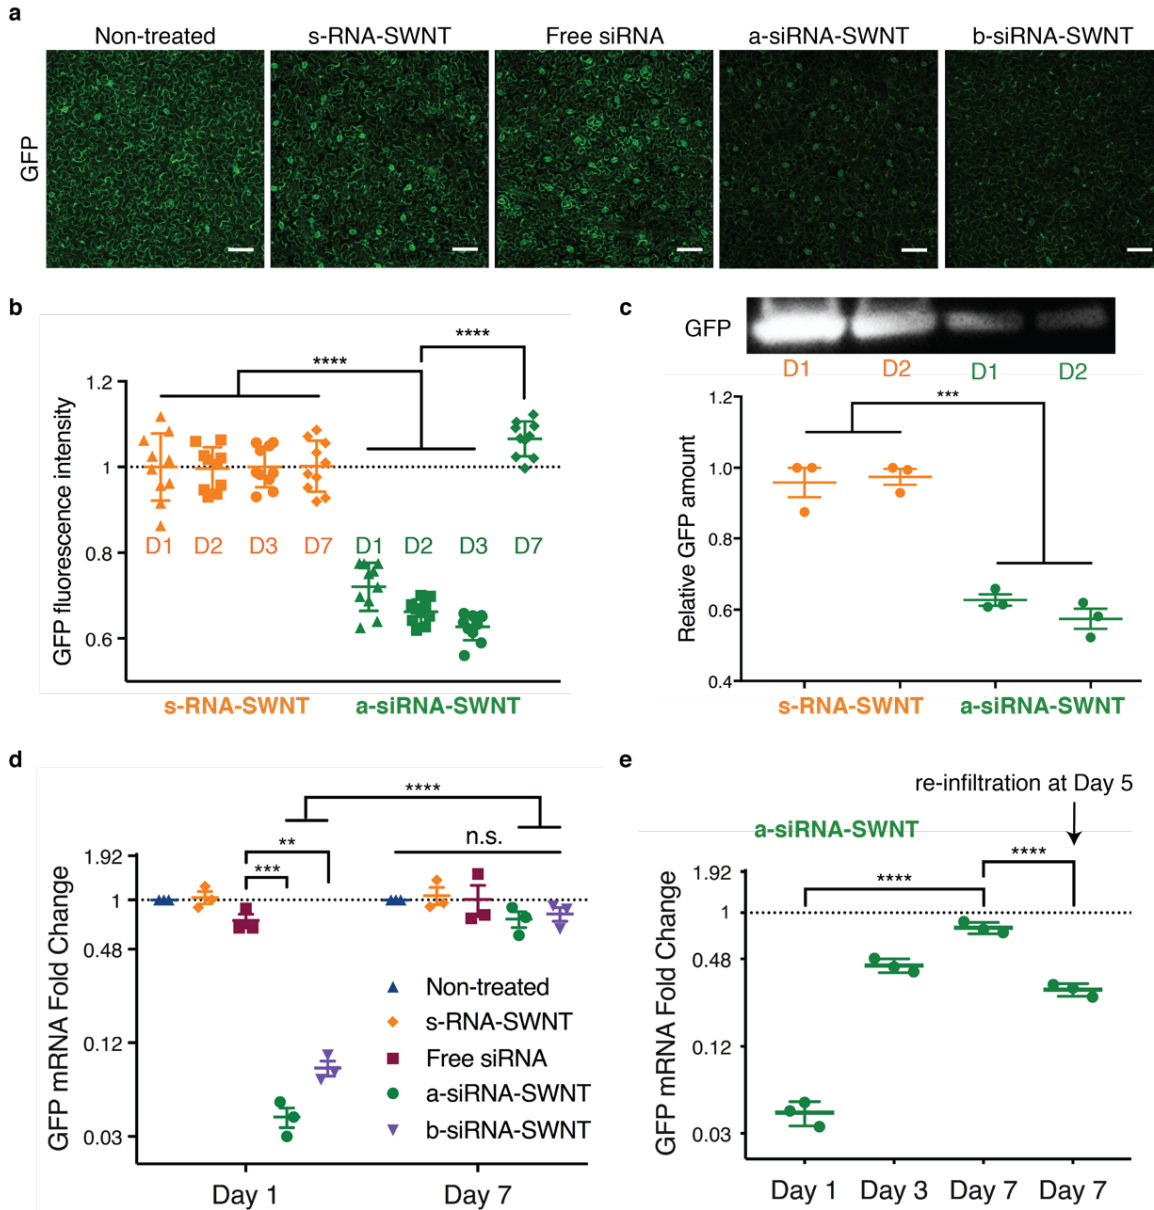 a
Non-treated s-RNA-SWNT Free siRNA a-siRNA-SWNT b-siRNA-SWNT
GFP
b
GFP fluorescence intensity
1.2
1
0.8
0.6
****
****
D1 D2 D3 D7 D1 D2 D3 D7
s-RNA-SWNT a-siRNA-SWNT
c
GFP
D1 D2 D1 D2
Relative GFP amount
1.2
1.0
0.8
0.6
0.4
***
s-RNA-SWNT a-siRNA-SWNT
d
GFP mRNA Fold Change
1.92
1
0.48
0.12
0.03
****
**
***
n.s.
Non-treated
s-RNA-SWNT
Free siRNA
a-siRNA-SWNT
b-siRNA-SWNT
Day 1 Day 7
e
re-infiltration at Day 5
a-siRNA-SWNT
GFP mRNA Fold Change
1.92
1
0.48
0.12
0.03
****
****
Day 1 Day 3 Day 7 Day 7